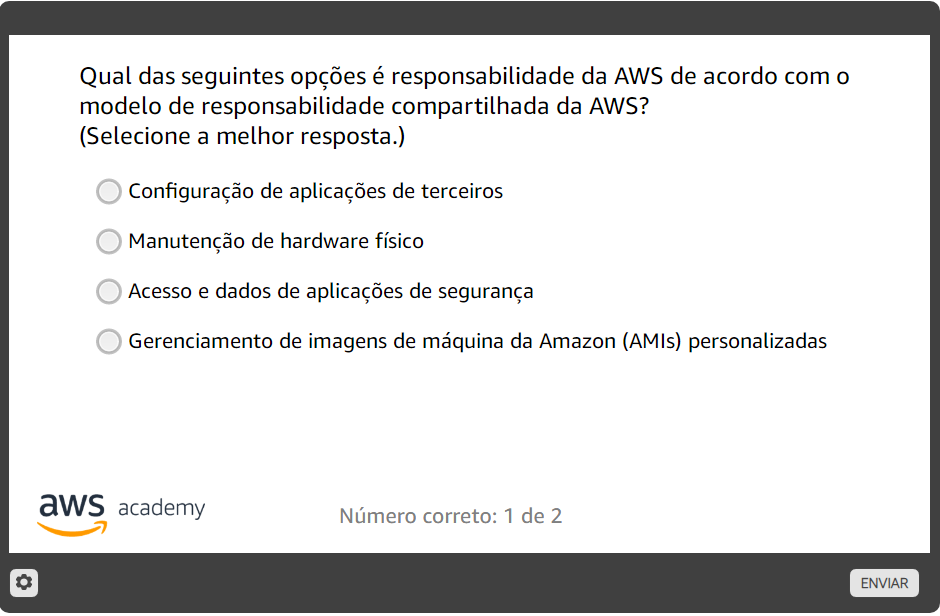 Qual das seguintes opções é responsabilidade da AWS de acordo com o
modelo de responsabilidade compartilhada da AWS?
(Selecione a melhor resposta.)
Configuração de aplicações de terceiros
Manutenção de hardware físico
Acesso e dados de aplicações de segurança
Gerenciamento de imagens de máquina da Amazon (AMIs) personalizadas
aws academy
Número correto: 1 de 2
ENVIAR